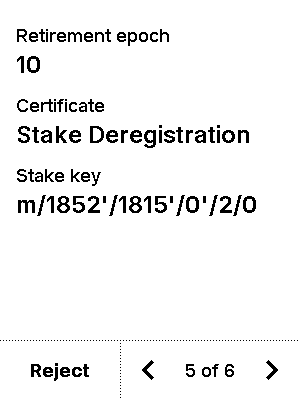 Retirement epoch
10
Certificate
Stake Deregistration
Stake key
m/1852'/1815'/0'/2/0
Reject
5 of 6